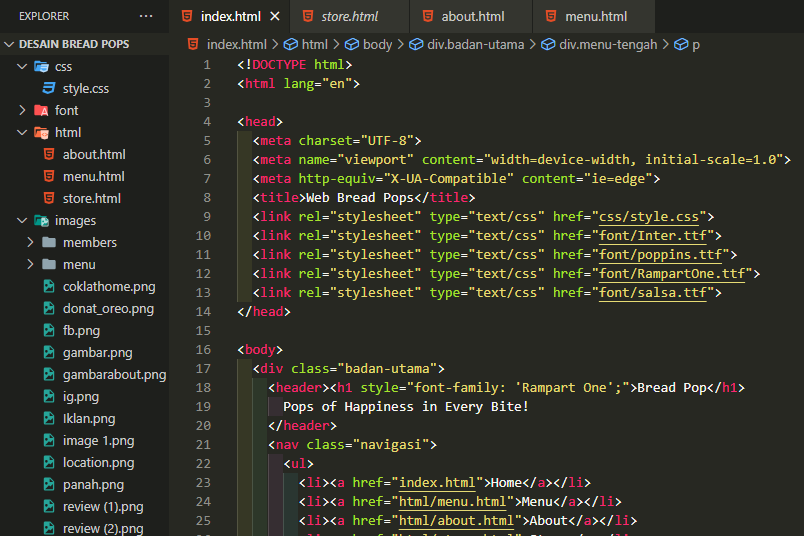 EXPLORER ···
DESAIN BREAD POPS
css
style.css
font
html
about.html
menu.html
store.html
images
members
menu
coklathome.png
donat_oreo.png
fb.png
gambar.png
gambarabout.png
ig.png
Iklan.png
image 1.png
location.png
panah.png
review (1).png
review (2).png
index.html store.html about.html menu.html
index.html > html > body > div.badan-utama > div.menu-tengah > p
1 <!DOCTYPE html>
2 <html lang="en">
3
4 <head>
5 <meta charset="UTF-8">
6 <meta name="viewport" content="width=device-width, initial-scale=1.0">
7 <meta http-equiv="X-UA-Compatible" content="ie=edge">
8 <title>Web Bread Pops</title>
9 <link rel="stylesheet" type="text/css" href="css/style.css">
10 <link rel="stylesheet" type="text/css" href="font/Inter.ttf">
11 <link rel="stylesheet" type="text/css" href="font/poppins.ttf">
12 <link rel="stylesheet" type="text/css" href="font/RampartOne.ttf">
13 <link rel="stylesheet" type="text/css" href="font/salsa.ttf">
14 </head>
15
16 <body>
17 <div class="badan-utama">
18 <header><h1 style="font-family: 'Rampart One';">Bread Pop</h1>
19 Pops of Happiness in Every Bite!
20 </header>
21 <nav class="navigasi">
22 <ul>
23 <li><a href="index.html">Home</a></li>
24 <li><a href="html/menu.html">Menu</a></li>
25 <li><a href="html/about.html">About</a></li>